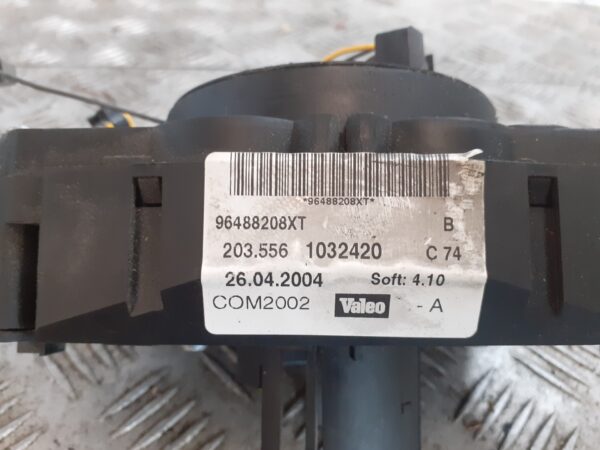 *96488208XT*
96488208XT B
203.556 1032420 C 74
26.04.2004 Soft: 4.10
COM2002 Valeo - A